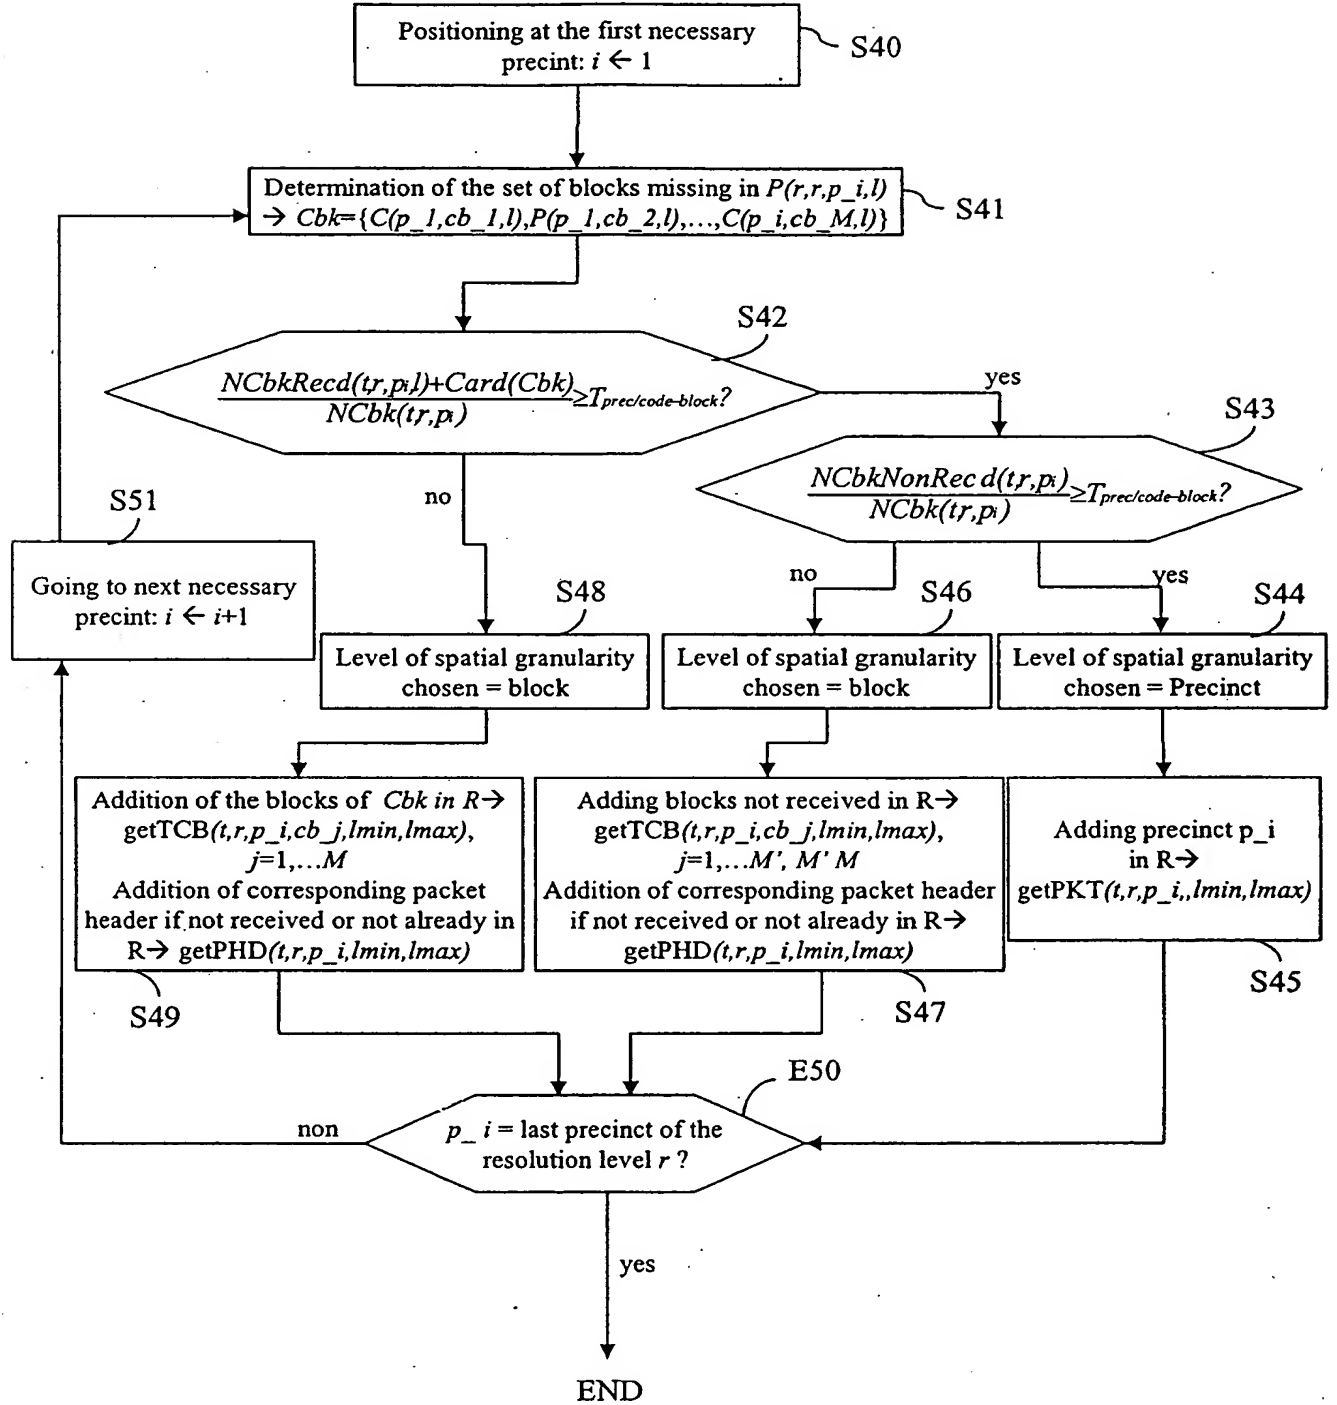 Positioning at the first necessary
precint: i ← 1
S40
Determination of the set of blocks missing in P(r,r,p_i,l)
→ Cbk={C(p_1,cb_1,l),P(p_1,cb_2,l),...,C(p_i,cb_M,l)}
S41
S42
NCbkRecd(t,r,pi,l)+Card(Cbk)
NCbk(t,r,pi)
≥Tprec/code-block?
yes
no
S43
NCbkNonRec d(t,r,pi)
NCbk(t,r,pi)
≥Tprec/code-block?
no
yes
S51
Going to next necessary
precint: i ← i+1
S48
Level of spatial granularity
chosen = block
S46
Level of spatial granularity
chosen = block
S44
Level of spatial granularity
chosen = Precinct
Addition of the blocks of Cbk in R→
getTCB(t,r,p_i,cb_j,lmin,lmax),
j=1,...M
Addition of corresponding packet
header if not received or not already in
R→ getPHD(t,r,p_i,lmin,lmax)
S49
Adding blocks not received in R→
getTCB(t,r,p_i,cb_j,lmin,lmax),
j=1,...M', M' M
Addition of corresponding packet header
if not received or not already in R→
getPHD(t,r,p_i,lmin,lmax)
S47
Adding precinct p_i
in R→
getPKT(t,r,p_i,,lmin,lmax)
S45
E50
p_ i = last precinct of the
resolution level r ?
non
yes
END